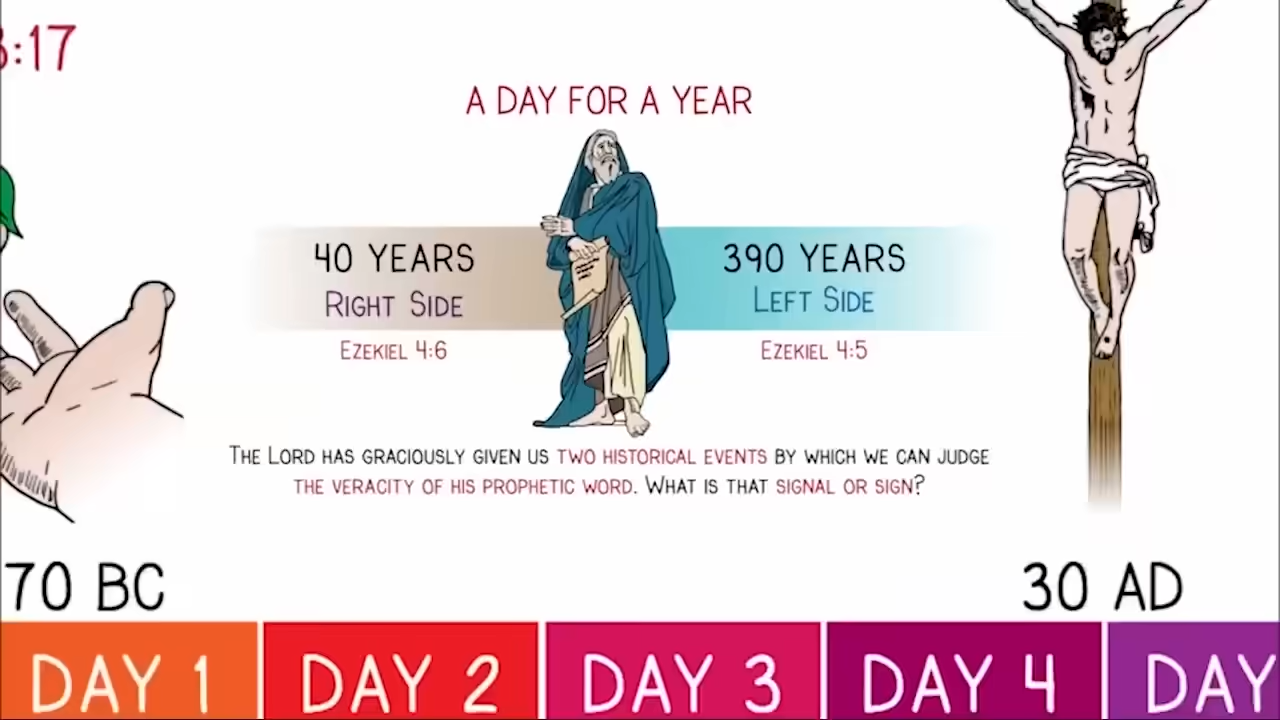 3:17
A DAY FOR A YEAR
40 YEARS
RIGHT SIDE
EZEKIEL 4:6
390 YEARS
LEFT SIDE
EZEKIEL 4:5
THE LORD HAS GRACIOUSLY GIVEN US TWO HISTORICAL EVENTS BY WHICH WE CAN JUDGE
THE VERACITY OF HIS PROPHETIC WORD. WHAT IS THAT SIGNAL OR SIGN?
70 BC
30 AD
DAY 1
DAY 2
DAY 3
DAY 4
DAY